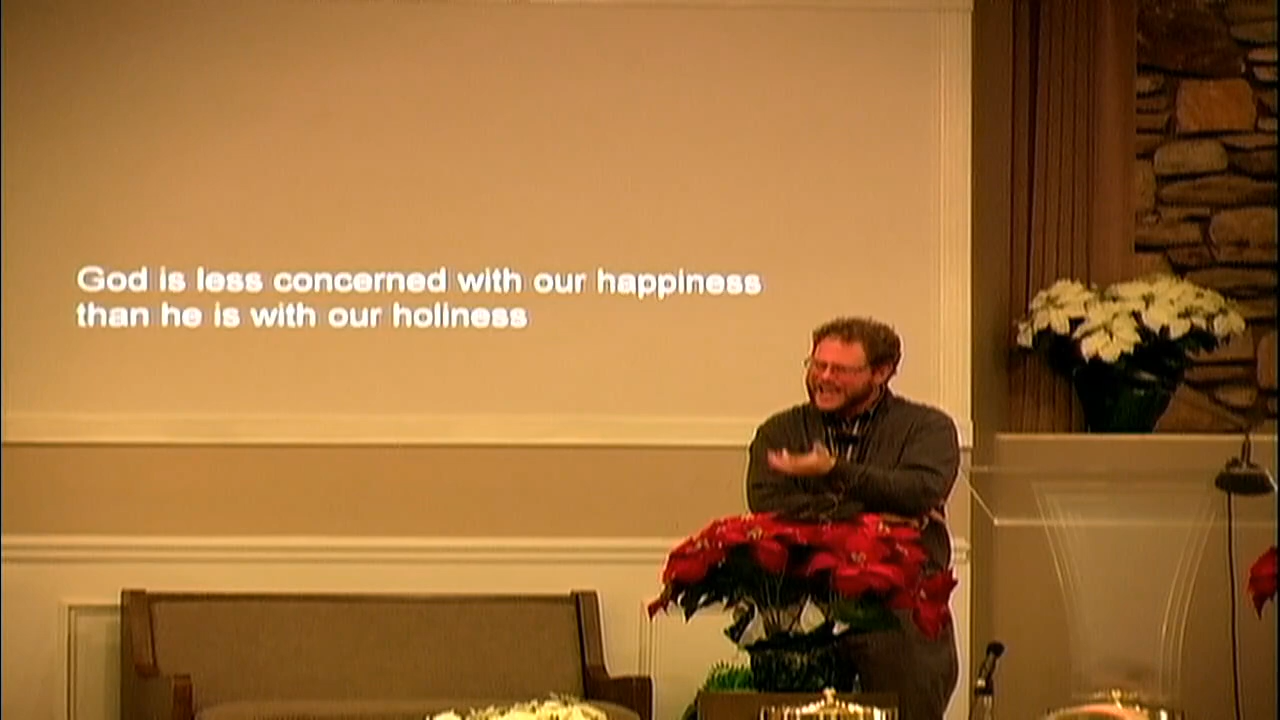 God is less concerned with our happiness
than he is with our holiness